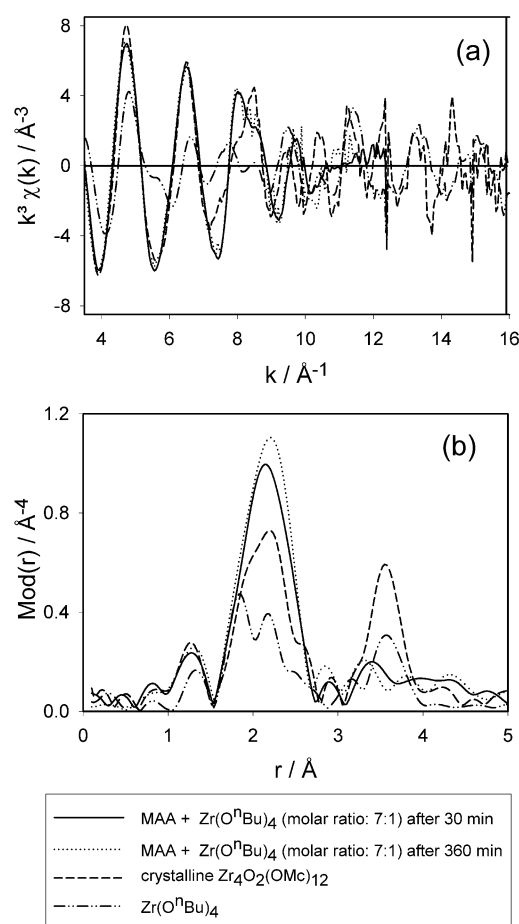 8
4
0
-4
-8
k³ χ(k) / Å-3
(a)
4 6 8 10 12 14 16
k / Å-1
1.2
0.8
0.4
0.0
Mod(r) / Å-4
(b)
0 1 2 3 4 5
r / Å
MAA + Zr(OnBu)4 (molar ratio: 7:1) after 30 min
MAA + Zr(OnBu)4 (molar ratio: 7:1) after 360 min
crystalline Zr4O2(OMc)12
Zr(OnBu)4